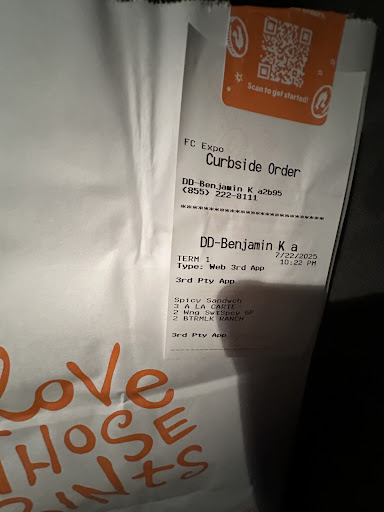 Scan to get started!
FC Expo
Curbside Order
DD-Benjamin K a2b95
(855) 222-8111
********************************
DD-Benjamin K a
TERM 1 7/22/2025
10:22 PM
Type: Web 3rd App
3rd Pty App
Spicy Sandwch
3 A LA CARTE
2 Wng SwtSpcy 6P
2 BTRMLK RANCH
3rd Pty App
Love
THOSE